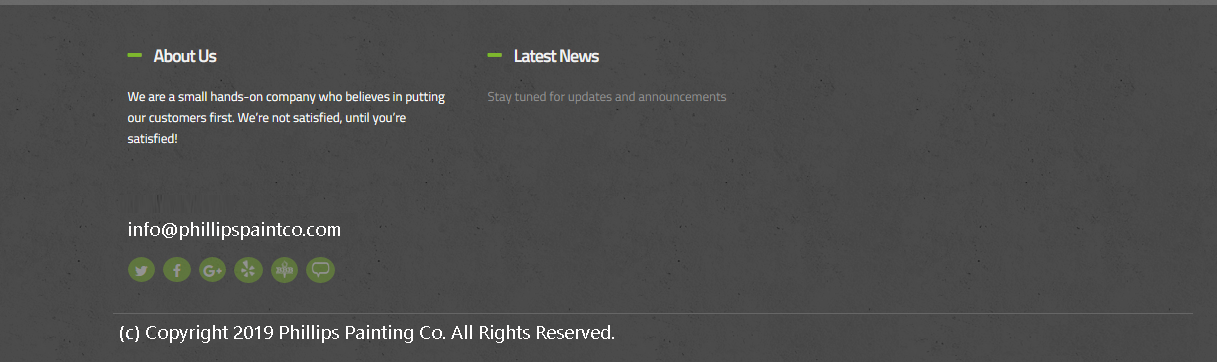 About Us
We are a small hands-on company who believes in putting
our customers first. We're not satisfied, until you're
satisfied!
Latest News
Stay tuned for updates and announcements
info@phillipspaintco.com
(c) Copyright 2019 Phillips Painting Co. All Rights Reserved.